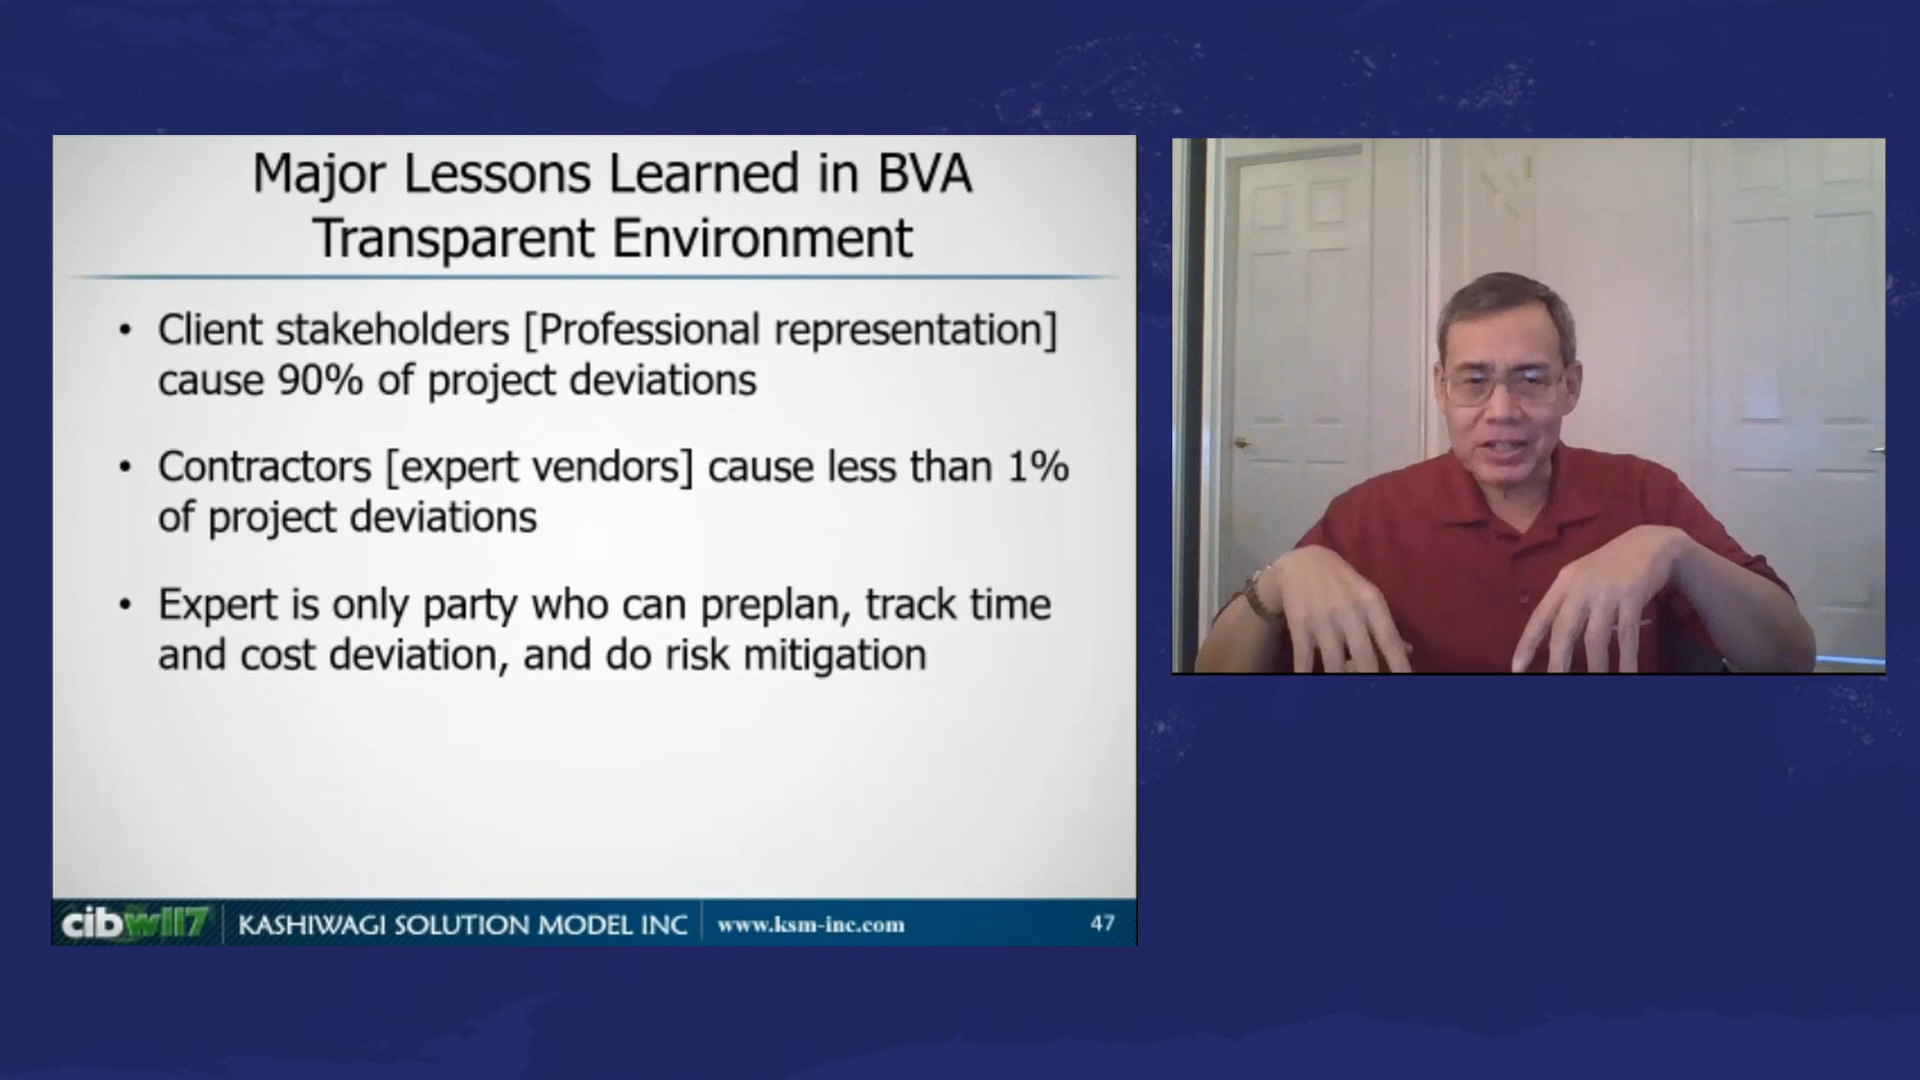 Major Lessons Learned in BVA
Transparent Environment
• Client stakeholders [Professional representation]
cause 90% of project deviations
• Contractors [expert vendors] cause less than 1%
of project deviations
• Expert is only party who can preplan, track time
and cost deviation, and do risk mitigation
cibw117 KASHIWAGI SOLUTION MODEL INC www.ksm-inc.com 47